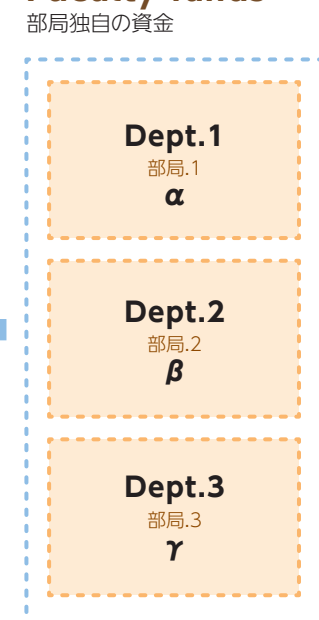 部局独自の資金
Dept.1
部局.1
α
Dept.2
部局.2
β
Dept.3
部局.3
γ